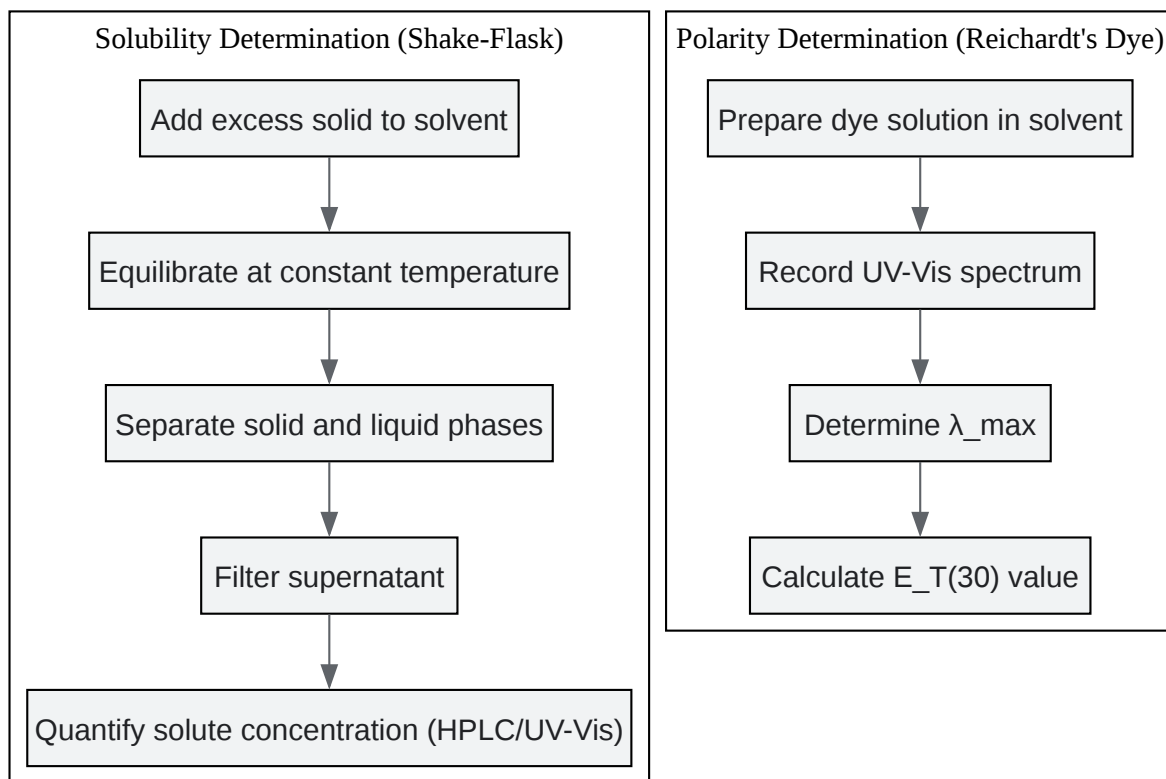 Solubility Determination (Shake-Flask)
Add excess solid to solvent
Equilibrate at constant temperature
Separate solid and liquid phases
Filter supernatant
Quantify solute concentration (HPLC/UV-Vis)
Polarity Determination (Reichardt's Dye)
Prepare dye solution in solvent
Record UV-Vis spectrum
Determine λ_max
Calculate E_T(30) value